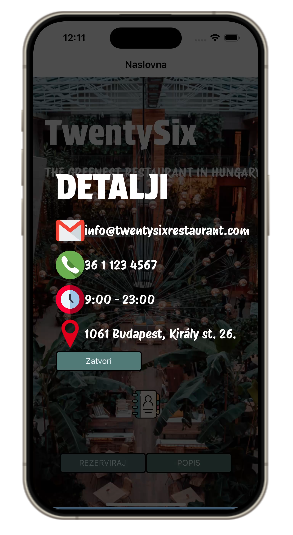 12:11
Naslovna
TwentySix
THE GREENEST RESTAURANT IN HUNGARY
DETALJI
info@twentysixrestaurant.com
36 1 123 4567
9:00 - 23:00
1061 Budapest, Király st. 26.
Zatvori
REZERVIRAJ
POPIS